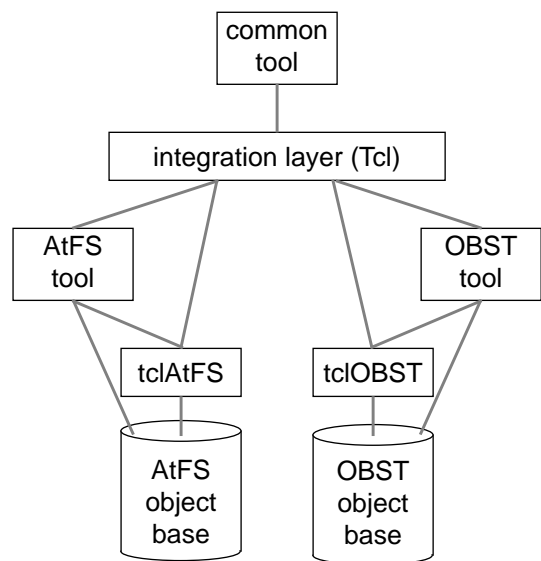 common
tool
integration layer (Tcl)
AtFS
tool
OBST
tool
tclAtFS
tclOBST
AtFS
object
base
OBST
object
base